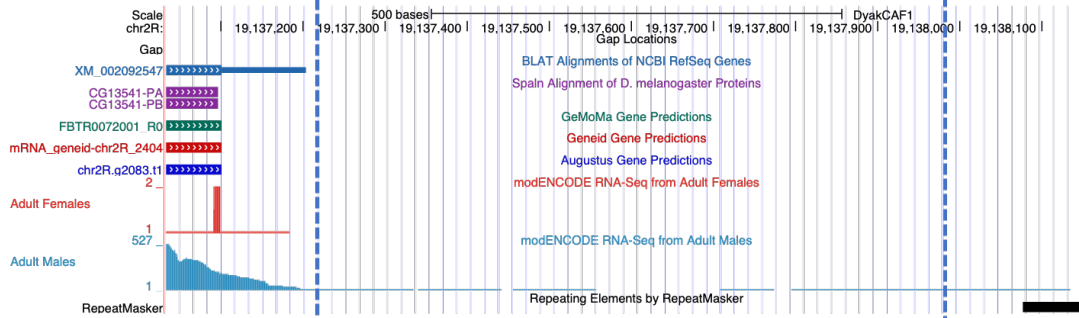 Scale 500 bases DyakCAF1
chr2R: 19,137,200 19,137,300 19,137,400 19,137,500 19,137,600 19,137,700 19,137,800 19,137,900 19,138,000 19,138,100
Gap Locations
Gap
BLAT Alignments of NCBI RefSeq Genes
XM_002092547
Spaln Alignment of D. melanogaster Proteins
CG13541-PA
CG13541-PB
GeMoMa Gene Predictions
FBTR0072001_R0
Geneid Gene Predictions
mRNA_geneid-chr2R_2404
Augustus Gene Predictions
chr2R.g2083.t1
modENCODE RNA-Seq from Adult Females
2
Adult Females
1
modENCODE RNA-Seq from Adult Males
527
Adult Males
1
Repeating Elements by RepeatMasker
RepeatMasker